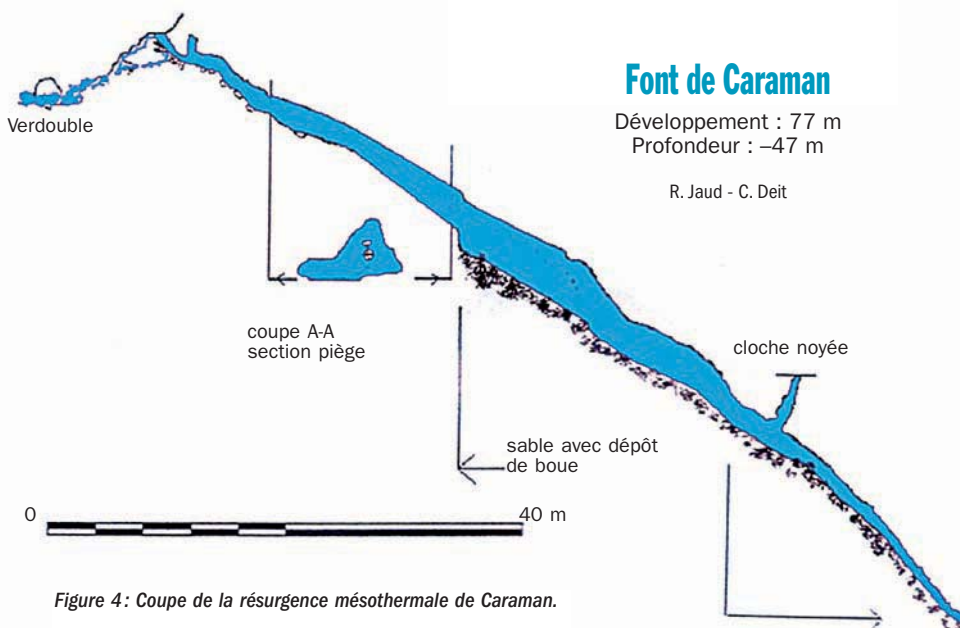 Font de Caraman
Développement : 77 m
Profondeur : –47 m
R. Jaud - C. Deit
Verdouble
coupe A-A
section piège
cloche noyée
sable avec dépôt
de boue
0
40 m
Figure 4 : Coupe de la résurgence mésothermale de Caraman.